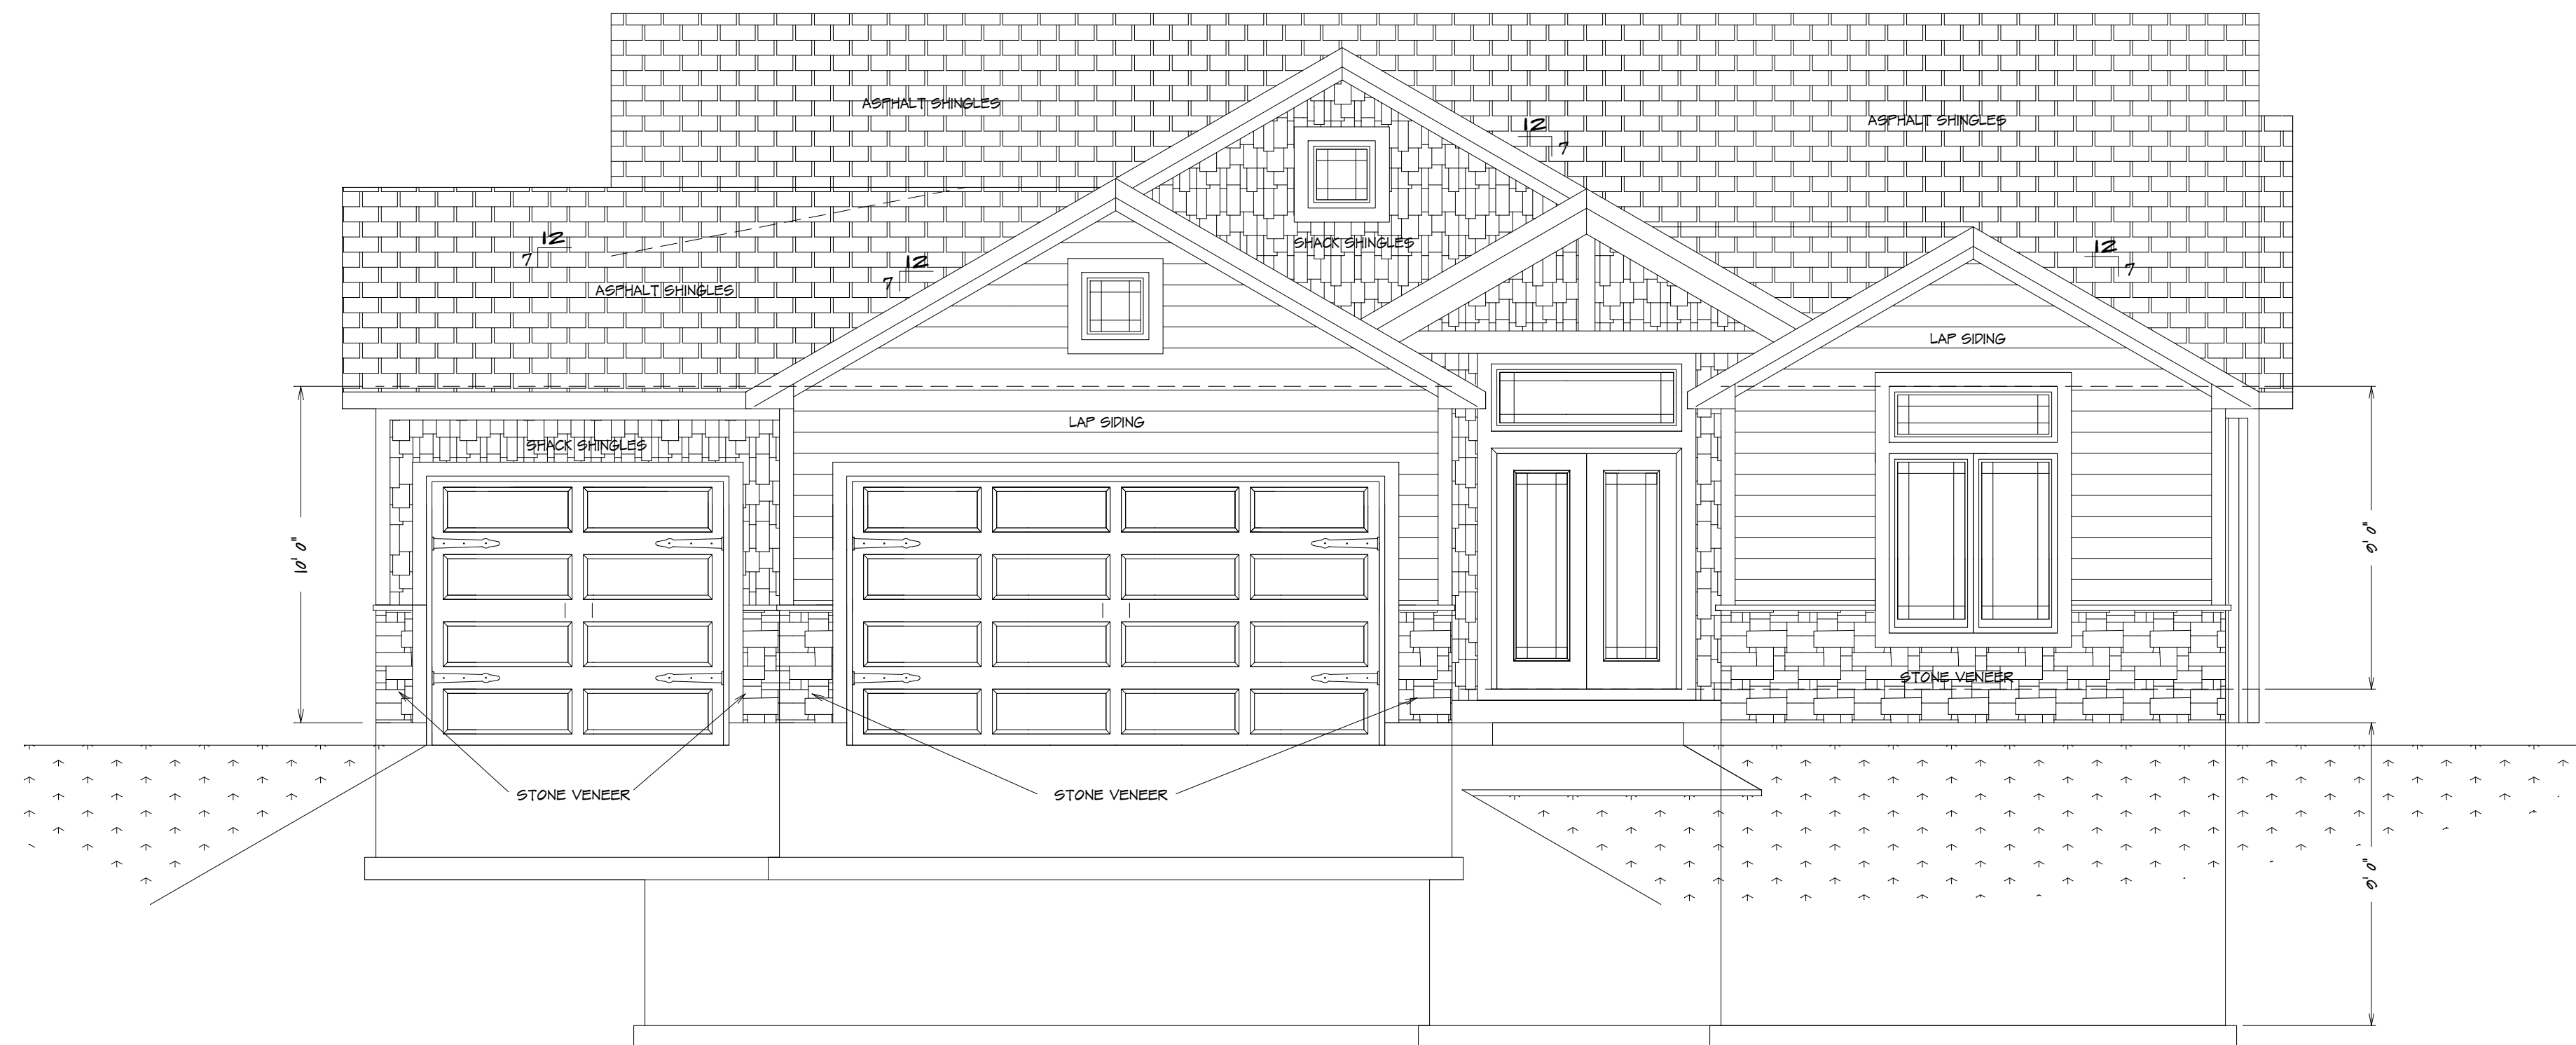 ASPHALT SHINGLES
ASPHALT SHINGLES
12
7
12
7
SHACK SHINGLES
12
7
12
7
ASPHALT SHINGLES
LAP SIDING
LAP SIDING
SHACK SHINGLES
10' 0"
9' 0"
STONE VENEER
STONE VENEER
STONE VENEER
9' 0"